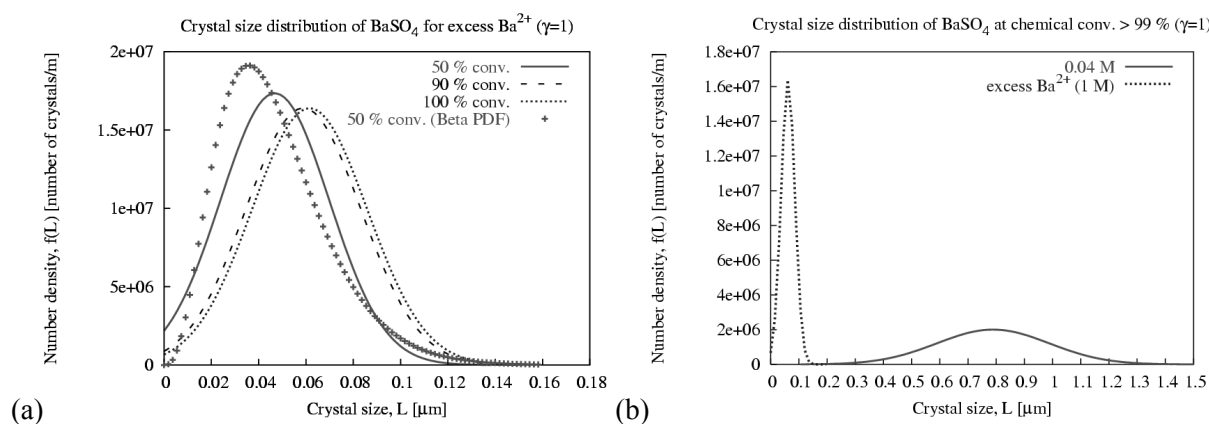 Crystal size distribution of BaSO4 for excess Ba2+ (γ=1)
Number density, f(L) [number of crystals/m]
2e+07
1.5e+07
1e+07
5e+06
0
50 % conv.
90 % conv.
100 % conv.
50 % conv. (Beta PDF)
0 0.02 0.04 0.06 0.08 0.1 0.12 0.14 0.16 0.18
Crystal size, L [μm]
(a)
Crystal size distribution of BaSO4 at chemical conv. > 99 % (γ=1)
Number density, f(L) [number of crystals/m]
1.8e+07
1.6e+07
1.4e+07
1.2e+07
1e+07
8e+06
6e+06
4e+06
2e+06
0
0.04 M
excess Ba2+ (1 M)
0 0.1 0.2 0.3 0.4 0.5 0.6 0.7 0.8 0.9 1 1.1 1.2 1.3 1.4 1.5
Crystal size, L [μm]
(b)